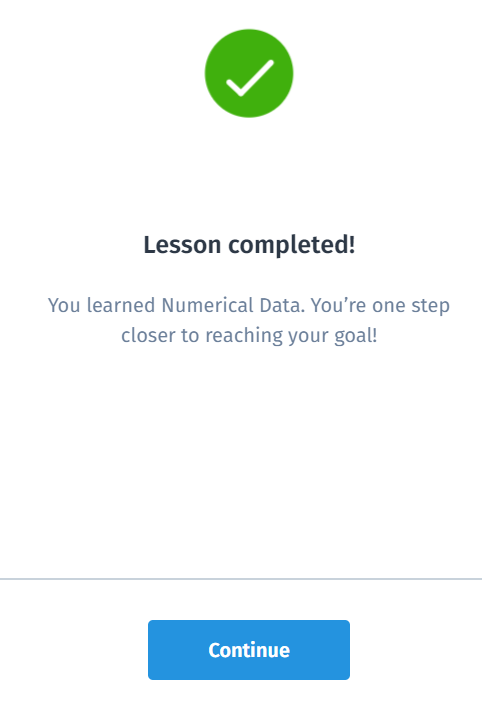 Lesson completed!
You learned Numerical Data. You’re one step
closer to reaching your goal!
Continue